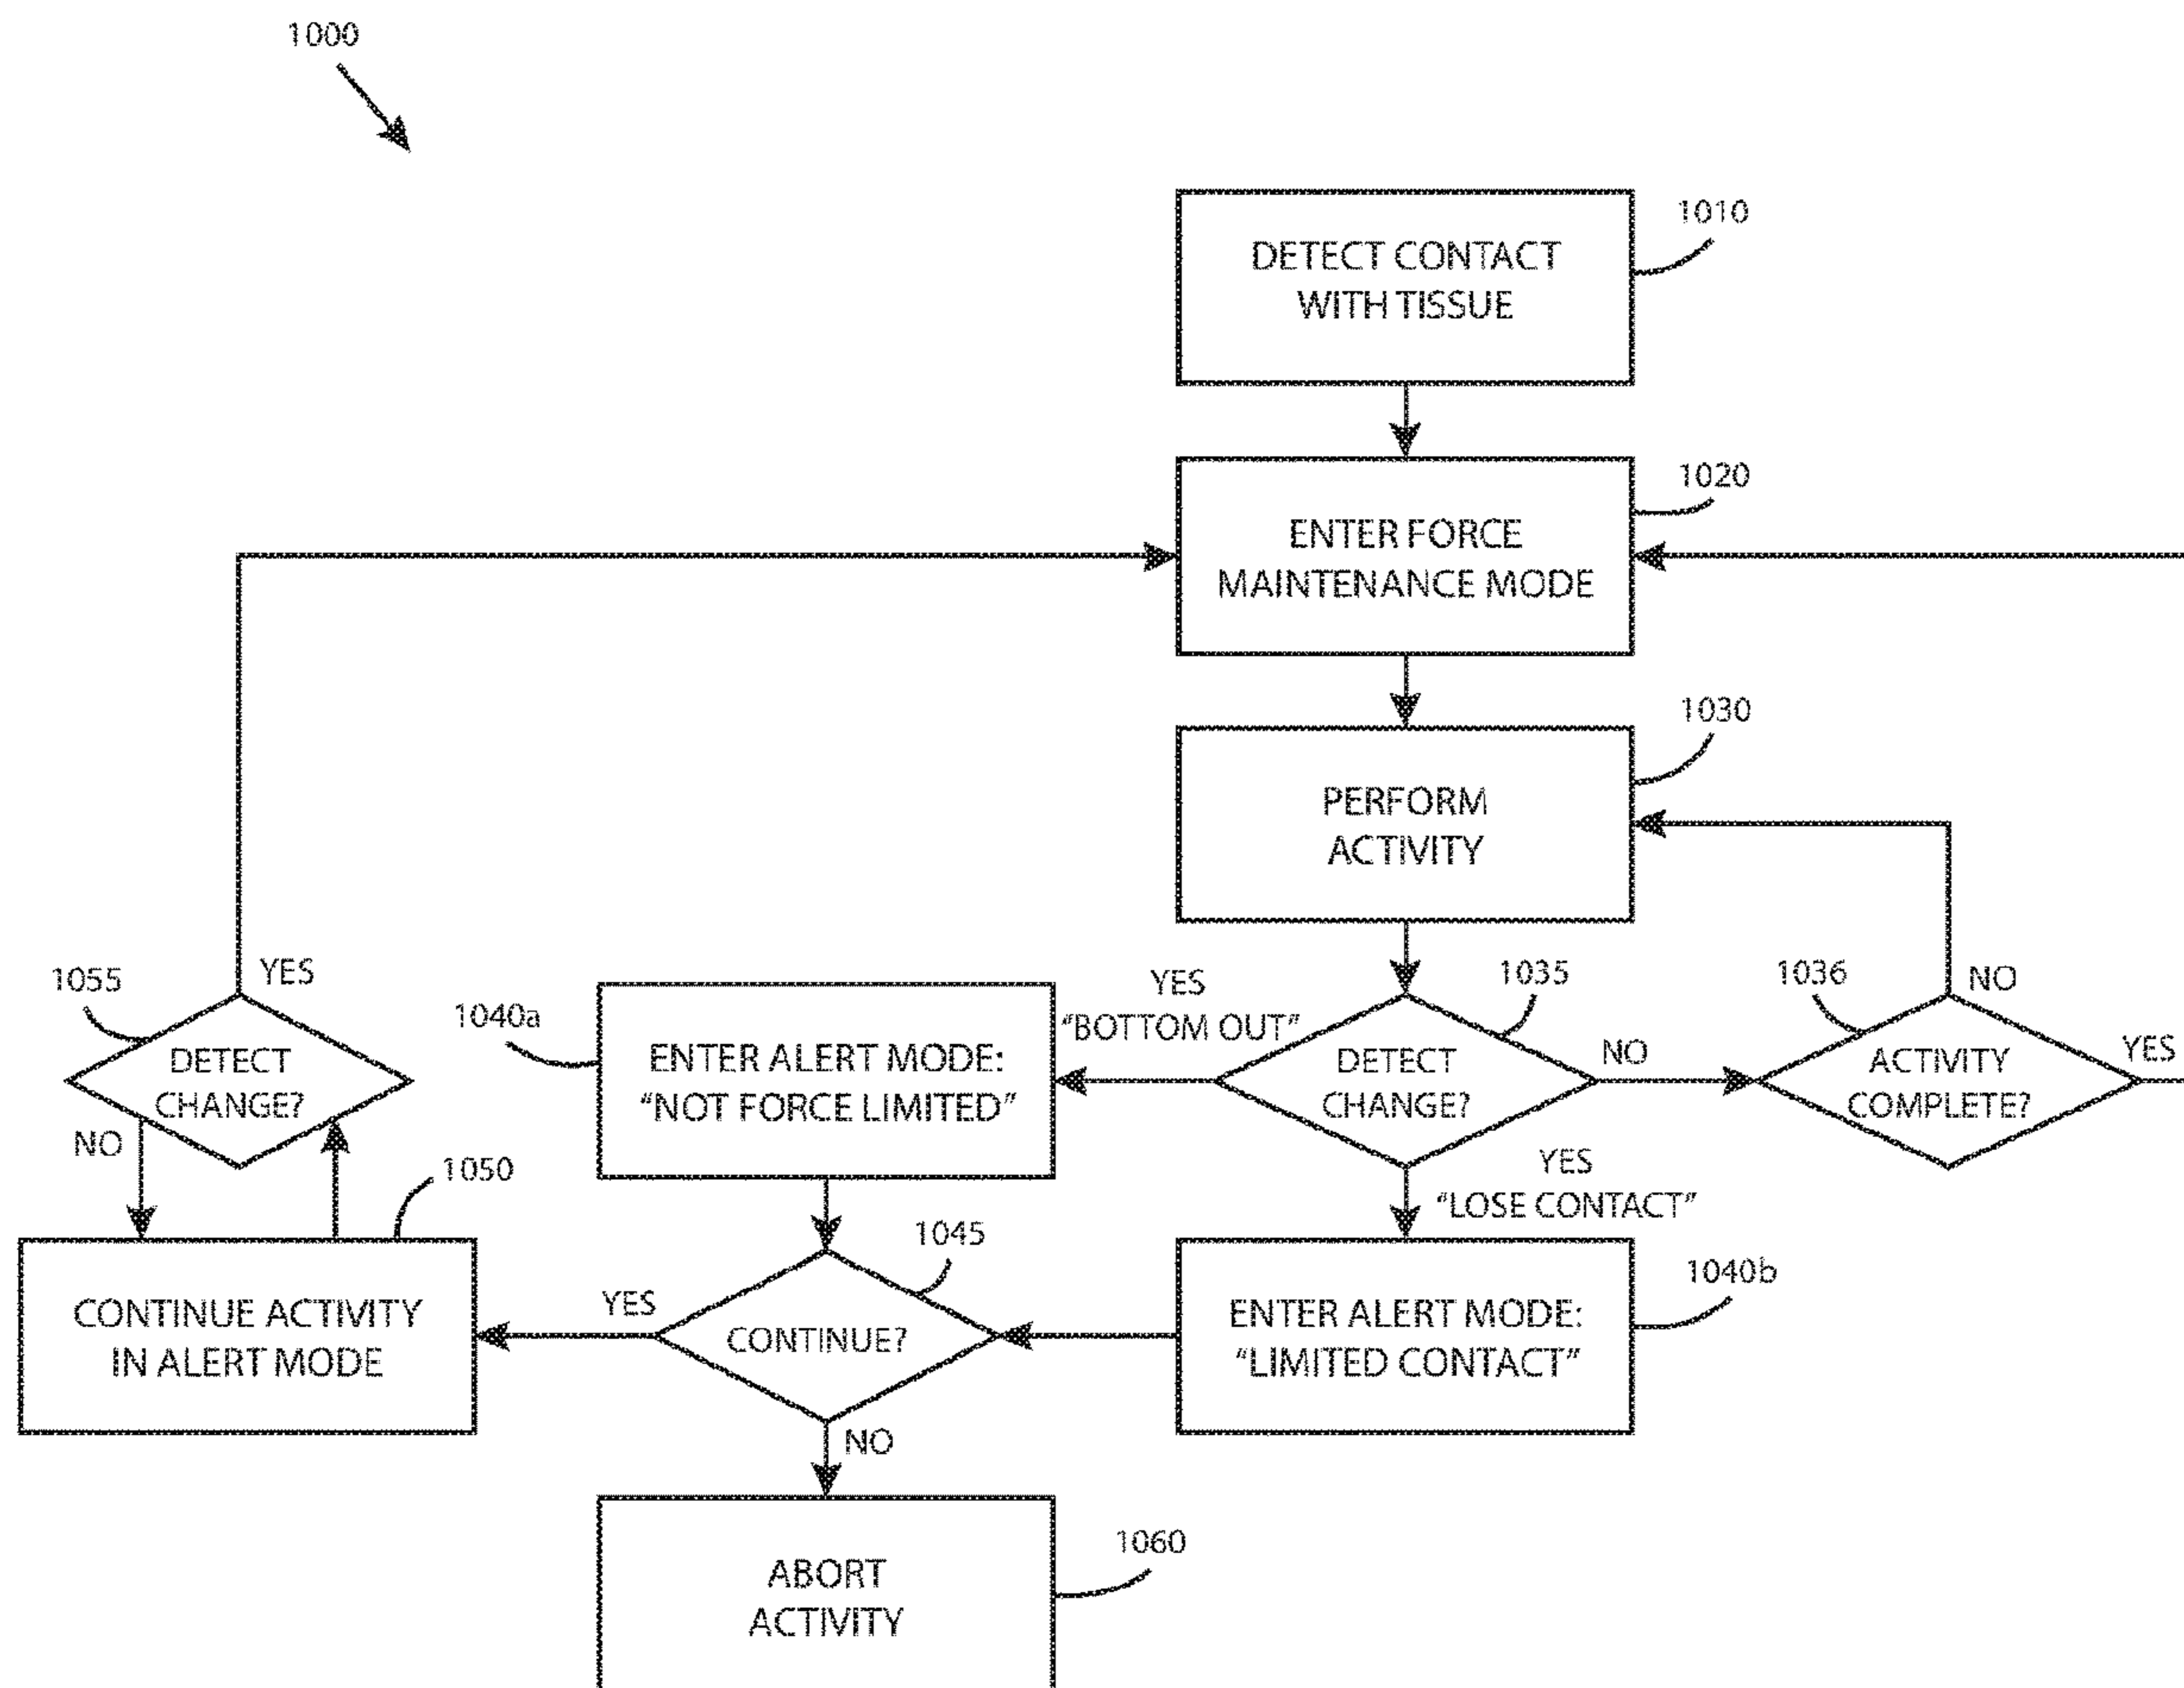 1000
1010
DETECT CONTACT
WITH TISSUE
1020
ENTER FORCE
MAINTENANCE MODE
1030
PERFORM
ACTIVITY
1055
YES
DETECT
CHANGE?
NO
1040a
ENTER ALERT MODE:
“NOT FORCE LIMITED”
YES
“BOTTOM OUT”
1035
DETECT
CHANGE?
NO
1036
NO
ACTIVITY
COMPLETE?
YES
YES
“LOSE CONTACT”
1050
CONTINUE ACTIVITY
IN ALERT MODE
YES
1045
CONTINUE?
NO
1040b
ENTER ALERT MODE:
“LIMITED CONTACT”
1060
ABORT
ACTIVITY